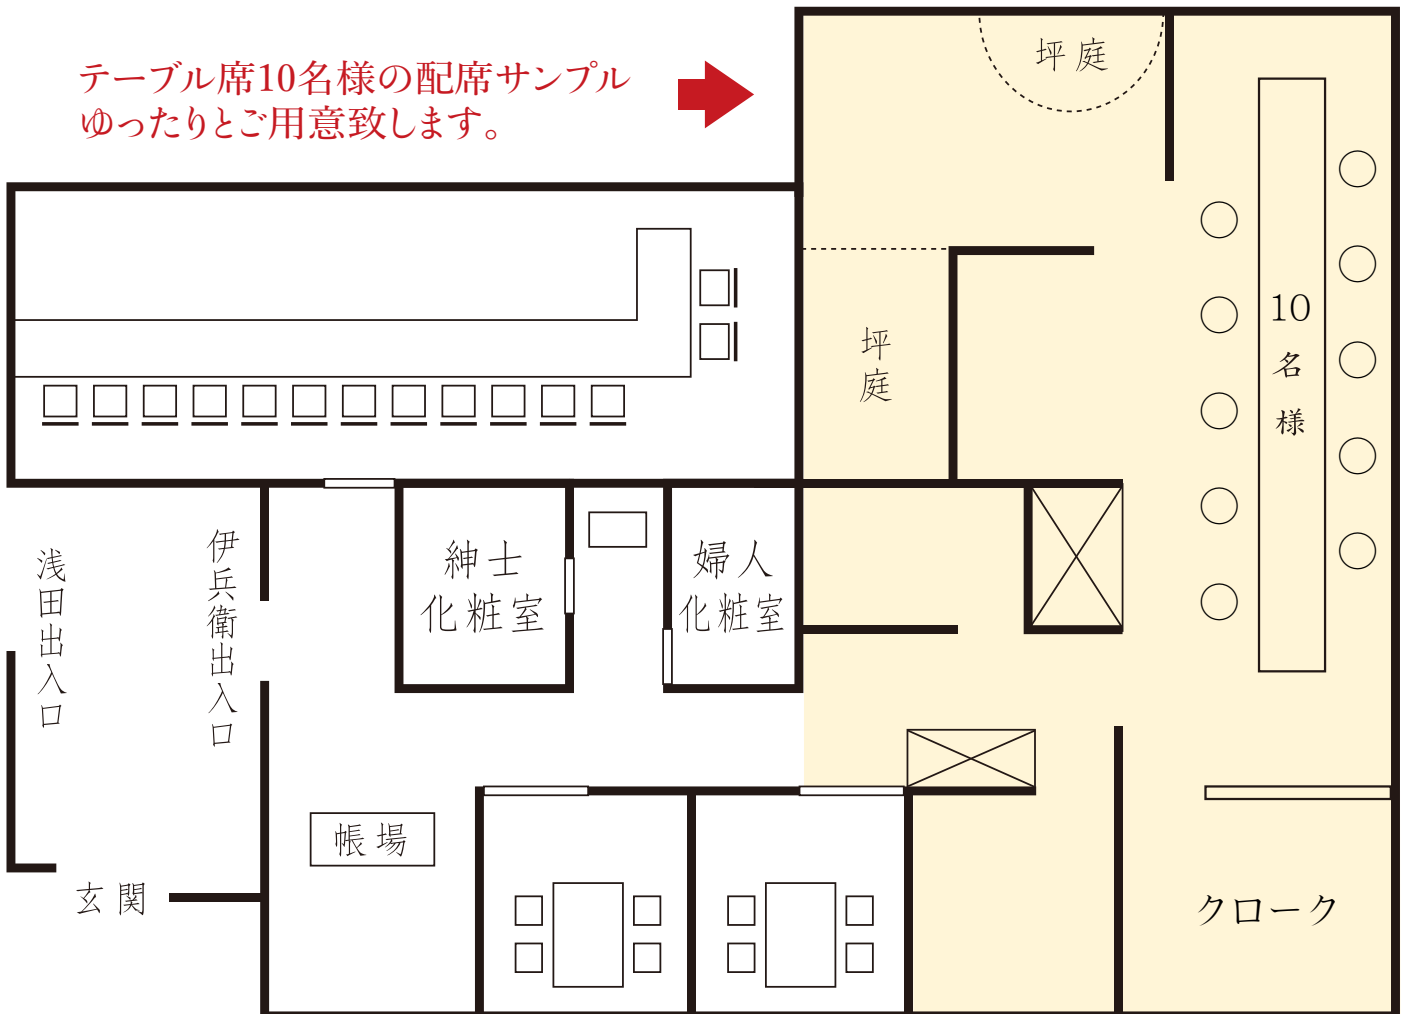 テーブル席10名様の配席サンプル
ゆったりとご用意致します。
坪庭
坪庭
10名様
紳士
化粧室
婦人
化粧室
浅田出入口
伊兵衛出入口
帳場
玄関
クローク